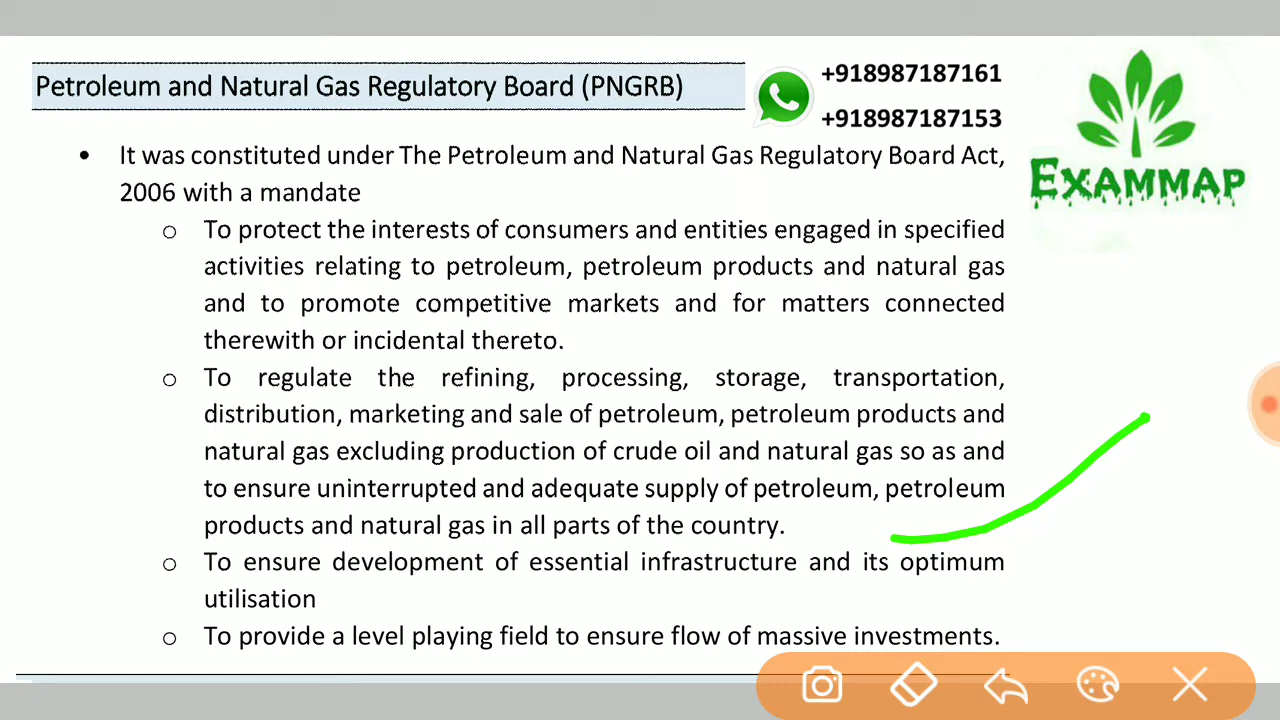 Petroleum and Natural Gas Regulatory Board (PNGRB)
+918987187161
+918987187153
EXAMMAP
• It was constituted under The Petroleum and Natural Gas Regulatory Board Act,
2006 with a mandate
o To protect the interests of consumers and entities engaged in specified
activities relating to petroleum, petroleum products and natural gas
and to promote competitive markets and for matters connected
therewith or incidental thereto.
o To regulate the refining, processing, storage, transportation,
distribution, marketing and sale of petroleum, petroleum products and
natural gas excluding production of crude oil and natural gas so as and
to ensure uninterrupted and adequate supply of petroleum, petroleum
products and natural gas in all parts of the country.
o To ensure development of essential infrastructure and its optimum
utilisation
o To provide a level playing field to ensure flow of massive investments.